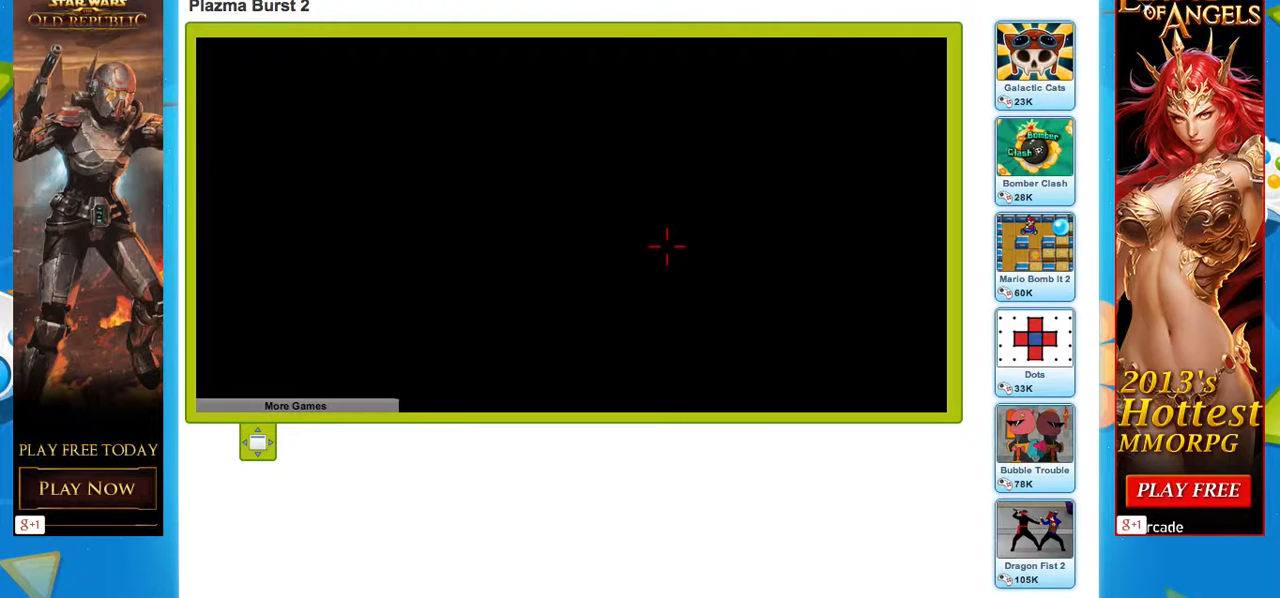 Plazma Burst 2
STAR WARS
OLD REPUBLIC
PLAY FREE TODAY
PLAY NOW
g+1
More Games
Galactic Cats
23K
Bomber Clash
Bomber Clash
28K
Mario Bomb It 2
60K
Dots
33K
Bubble Trouble
78K
Dragon Fist 2
105K
OF ANGELS
2013's
Hottest
MMORPG
PLAY FREE
g+1 rcade